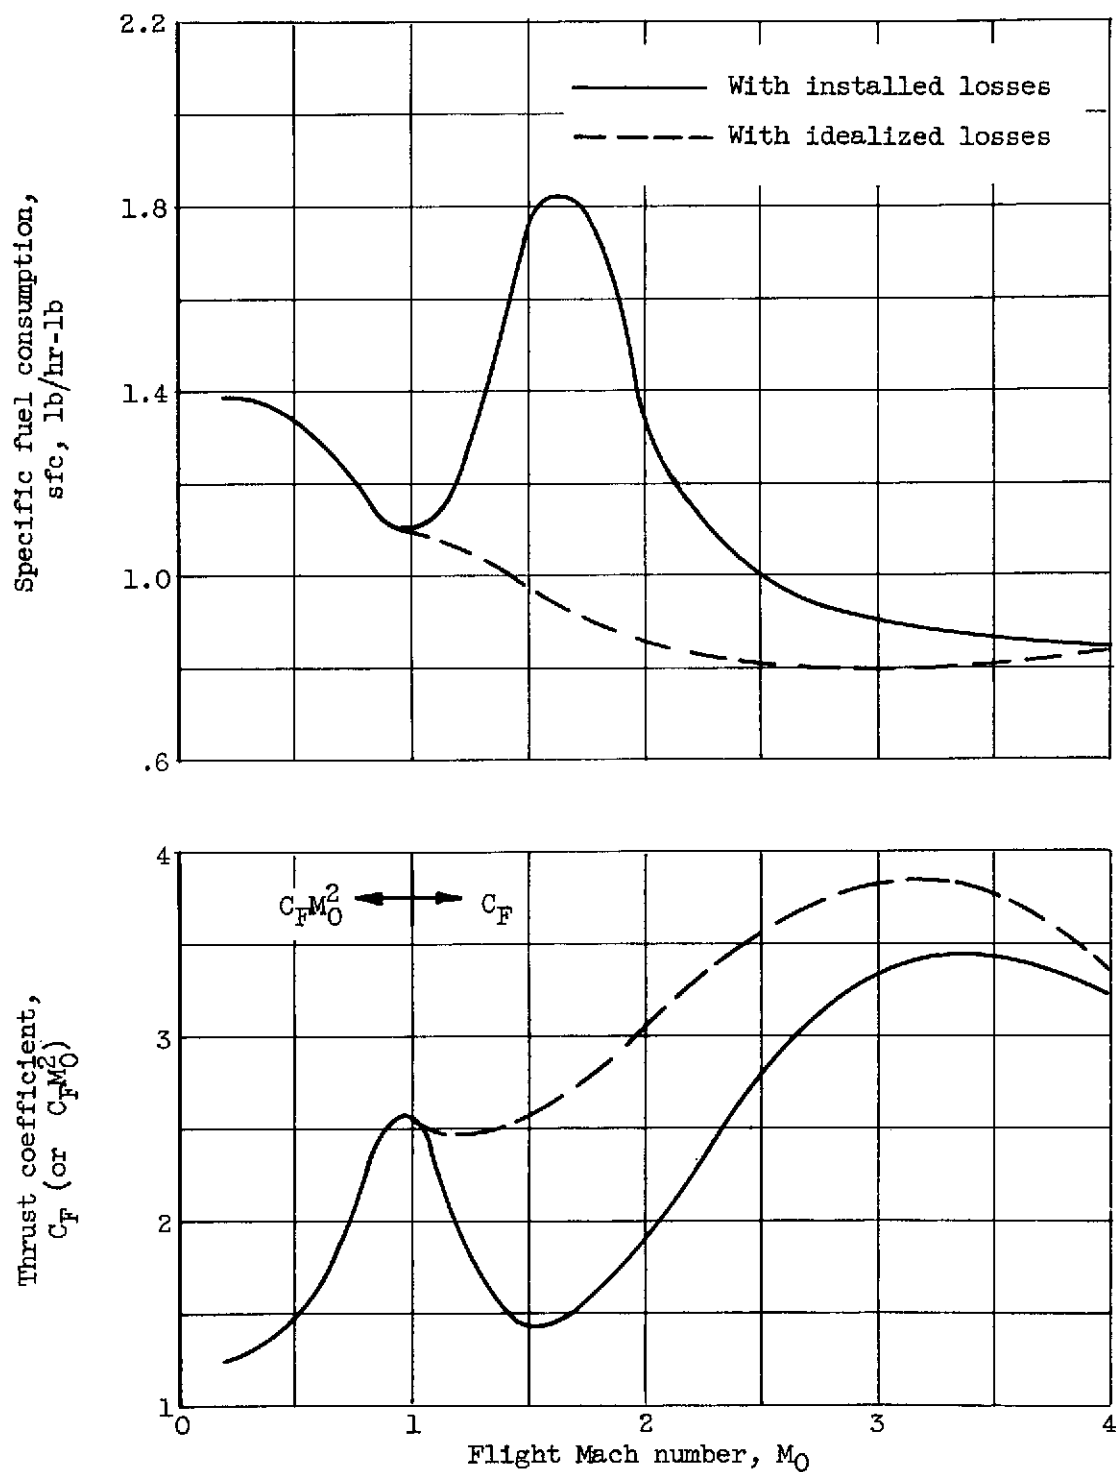 2.2
With installed losses
With idealized losses
1.8
1.4
1.0
.6
Specific fuel consumption,
sfc, lb/hr-lb
4
C_F M_0^2
C_F
3
2
1
Thrust coefficient,
C_F (or C_F M_0^2)
0
1
2
3
4
Flight Mach number, M_0